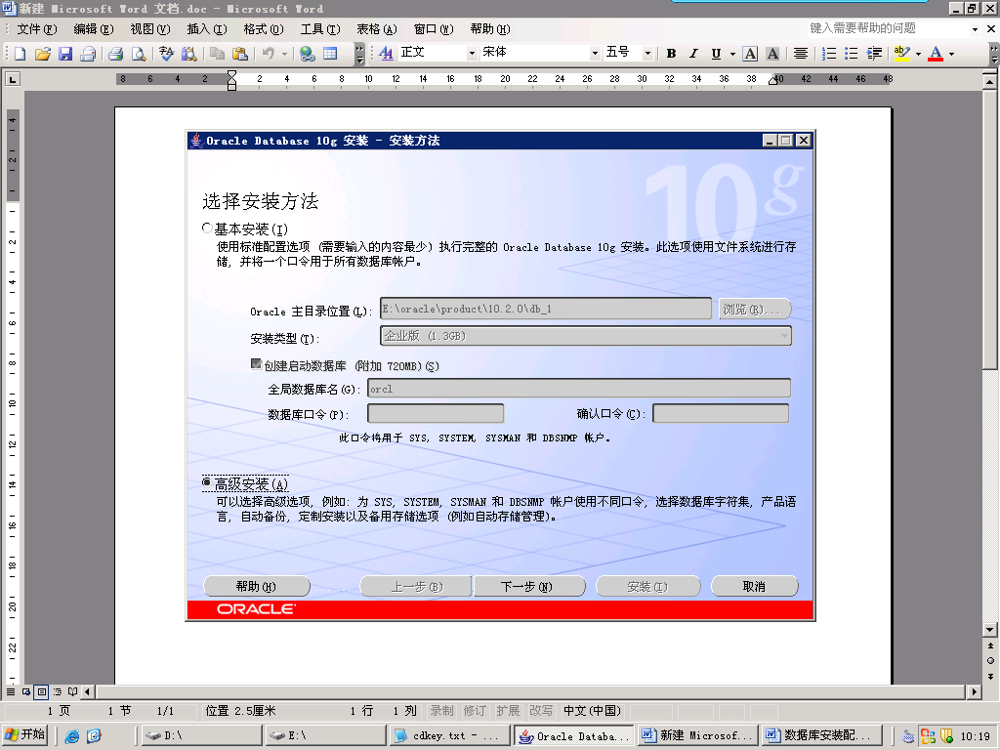 新建 Microsoft Word 文档.doc - Microsoft Word
文件(F) 编辑(E) 视图(V) 插入(I) 格式(O) 工具(T) 表格(A) 窗口(W) 帮助(H) 键入需要帮助的问题
正文 宋体 五号 B I U A A A
8 6 4 2 2 4 6 8 10 12 14 16 18 20 22 24 26 28 30 32 34 36 38 40 42 44 46 48
Oracle Database 10g 安装 - 安装方法
10g
选择安装方法
基本安装(I)
使用标准配置选项 (需要输入的内容最少) 执行完整的 Oracle Database 10g 安装。此选项使用文件系统进行存
储, 并将一个口令用于所有数据库帐户。
Oracle 主目录位置(L): E:\oracle\product\10.2.0\db_1 浏览(R)...
安装类型(T): 企业版 (1.3GB)
创建启动数据库 (附加 720MB)(S)
全局数据库名(G): orcl
数据库口令(P): 确认口令(C):
此口令将用于 SYS, SYSTEM, SYSMAN 和 DBSNMP 帐户。
高级安装(A)
可以选择高级选项, 例如: 为 SYS, SYSTEM, SYSMAN 和 DBSNMP 帐户使用不同口令, 选择数据库字符集, 产品语
言, 自动备份, 定制安装以及备用存储选项 (例如自动存储管理)。
帮助(H) 上一步(B) 下一步(N) 安装(I) 取消
ORACLE
4 2 2 4 6 8 10 12 14 16 18 20 22
1 页 1 节 1/1 位置 2.5厘米 1 行 1 列 录制 修订 扩展 改写 中文(中国)
开始 D:\ E:\ cdkey.txt - ... Oracle Databa... 新建 Microsof... 数据库安装配... 10:19